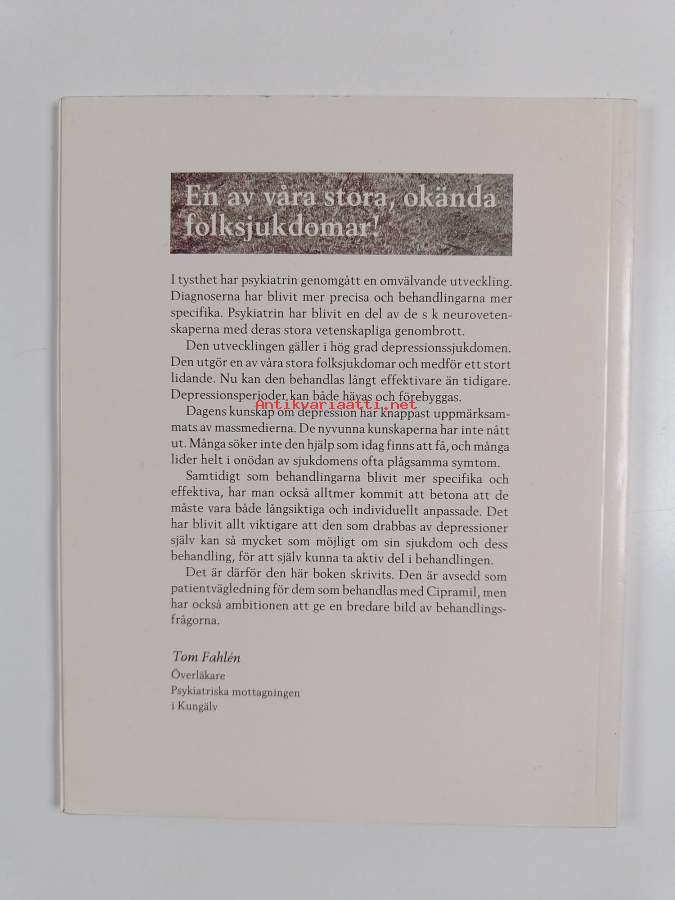 En av våra stora, okända
folksjukdomar!
I tysthet har psykiatrin genomgått en omvälvande utveckling.
Diagnoserna har blivit mer precisa och behandlingarna mer
specifika. Psykiatrin har blivit en del av de s k neuroveten-
skaperna med deras stora vetenskapliga genombrott.
Den utvecklingen gäller i hög grad depressionssjukdomen.
Den utgör en av våra stora folksjukdomar och medför ett stort
lidande. Nu kan den behandlas långt effektivare än tidigare.
Depressionsperioder kan både hävas och förebyggas.
Antikvariaatti.net
Dagens kunskap om depression har knappast uppmärksam-
mats av massmedierna. De nyvunna kunskaperna har inte nått
ut. Många söker inte den hjälp som idag finns att få, och många
lider helt i onödan av sjukdomens ofta plågsamma symtom.
Samtidigt som behandlingarna blivit mer specifika och
effektiva, har man också alltmer kommit att betona att de
måste vara både långsiktiga och individuellt anpassade. Det
har blivit allt viktigare att den som drabbas av depressioner
själv kan så mycket som möjligt om sin sjukdom och dess
behandling, för att själv kunna ta aktiv del i behandlingen.
Det är därför den här boken skrivits. Den är avsedd som
patientvägledning för dem som behandlas med Cipramil, men
har också ambitionen att ge en bredare bild av behandlings-
frågorna.
Tom Fahlén
Överläkare
Psykiatriska mottagningen
i Kungälv